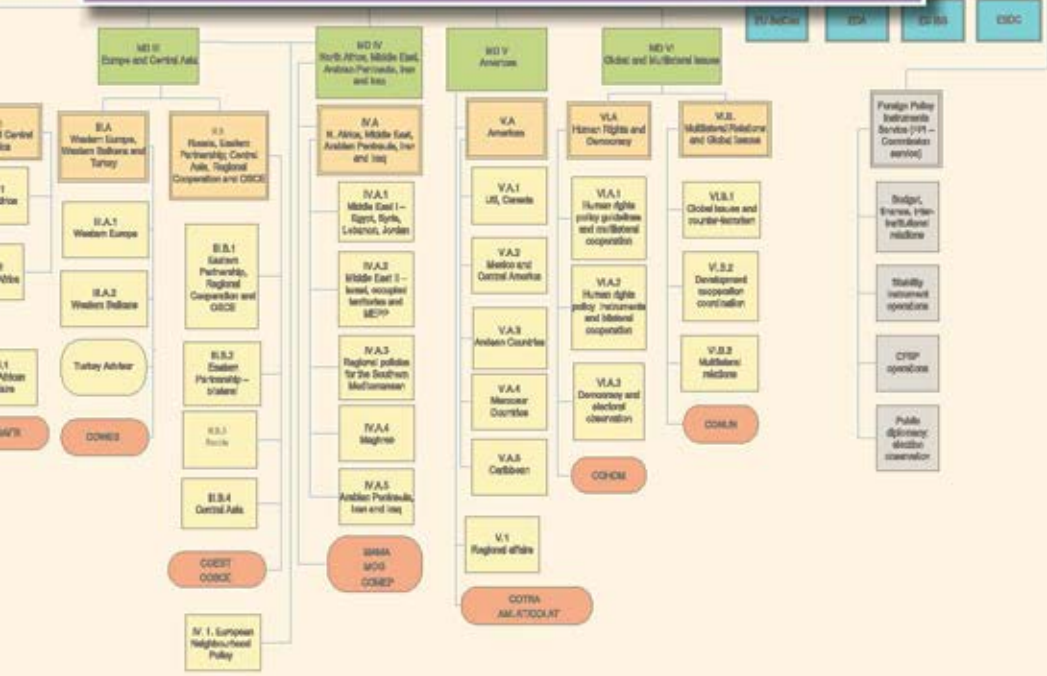 EDA
ESDC
MD III
Europe and Central Asia
MD IV
North Africa, Middle East,
Arabian Peninsula, Iran
and Iraq
MD V
Americas
MD VI
Global and Multilateral Issues
Central
III.A
Western Europe,
Western Balkans and
Turkey
Russia, Eastern
Partnership, Central
Asia, Regional
Cooperation and OSCE
IV.A
N. Africa, Middle East,
Arabian Peninsula, Iran
and Iraq
V.A
Americas
VI.A
Human Rights and
Democracy
VI.B.
Multilateral Relations
and Global Issues
Foreign Policy
Instruments
Service (FPI –
Commission
service)
III.A.1
Western Europe
III.A.2
Western Balkans
Turkey Advisor
COWEB
III.B.1
Eastern
Partnership,
Regional
Cooperation and
OSCE
III.B.2
Eastern
Partnership –
bilateral
III.B.3
Russia
III.B.4
Central Asia
COEST
COSCE
IV. 1. European
Neighbourhood
Policy
IV.A.1
Middle East I –
Egypt, Syria,
Lebanon, Jordan
IV.A.2
Middle East II –
Israel, occupied
territories and
MEPP
IV.A.3
Regional policies
for the Southern
Mediterranean
IV.A.4
Maghreb
IV.A.5
Arabian Peninsula,
Iran and Iraq
MAMA
MOG
COMEP
V.A.1
US, Canada
V.A.2
Mexico and
Central America
V.A.3
Andean Countries
V.A.4
Mercosur
Countries
V.A.5
Caribbean
V.1
Regional affairs
COTRA
AMLAT/COLAT
VI.A.1
Human rights
policy guidelines
and multilateral
cooperation
VI.A.2
Human rights
policy instruments
and bilateral
cooperation
VI.A.3
Democracy and
electoral
observation
COHOM
VI.B.1
Global issues and
counter-terrorism
VI.B.2
Development
cooperation
coordination
VI.B.3
Multilateral
relations
CONUN
Budget,
finance, inter-
institutional
relations
Stability
instrument
operations
CFSP
operations
Public
diplomacy;
election
observation